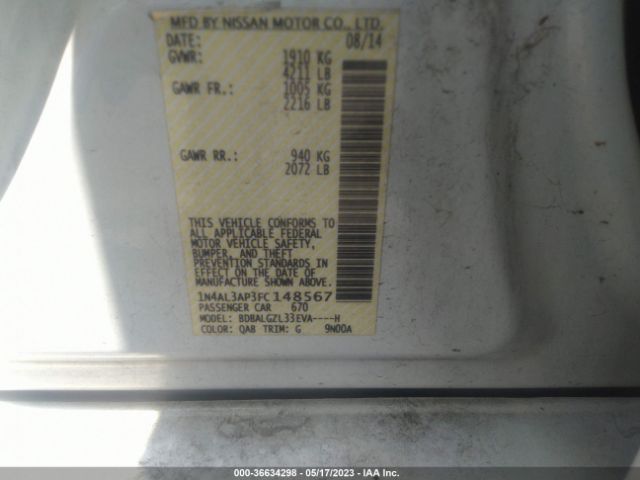 MFD BY NISSAN MOTOR CO., LTD.
DATE: 08/14
GVWR: 1910 KG
4211 LB
GAWR FR.: 1005 KG
2216 LB
GAWR RR.: 940 KG
2072 LB
THIS VEHICLE CONFORMS TO
ALL APPLICABLE FEDERAL
MOTOR VEHICLE SAFETY,
BUMPER, AND THEFT
PREVENTION STANDARDS IN
EFFECT ON THE DATE OF
MANUFACTURE SHOWN ABOVE.
1N4AL3AP3FC148567
PASSENGER CAR 670
MODEL: BDBALGZL33EVA----H
COLOR: QAB TRIM: G 9N00A
000-36634298 - 05/17/2023 - IAA Inc.